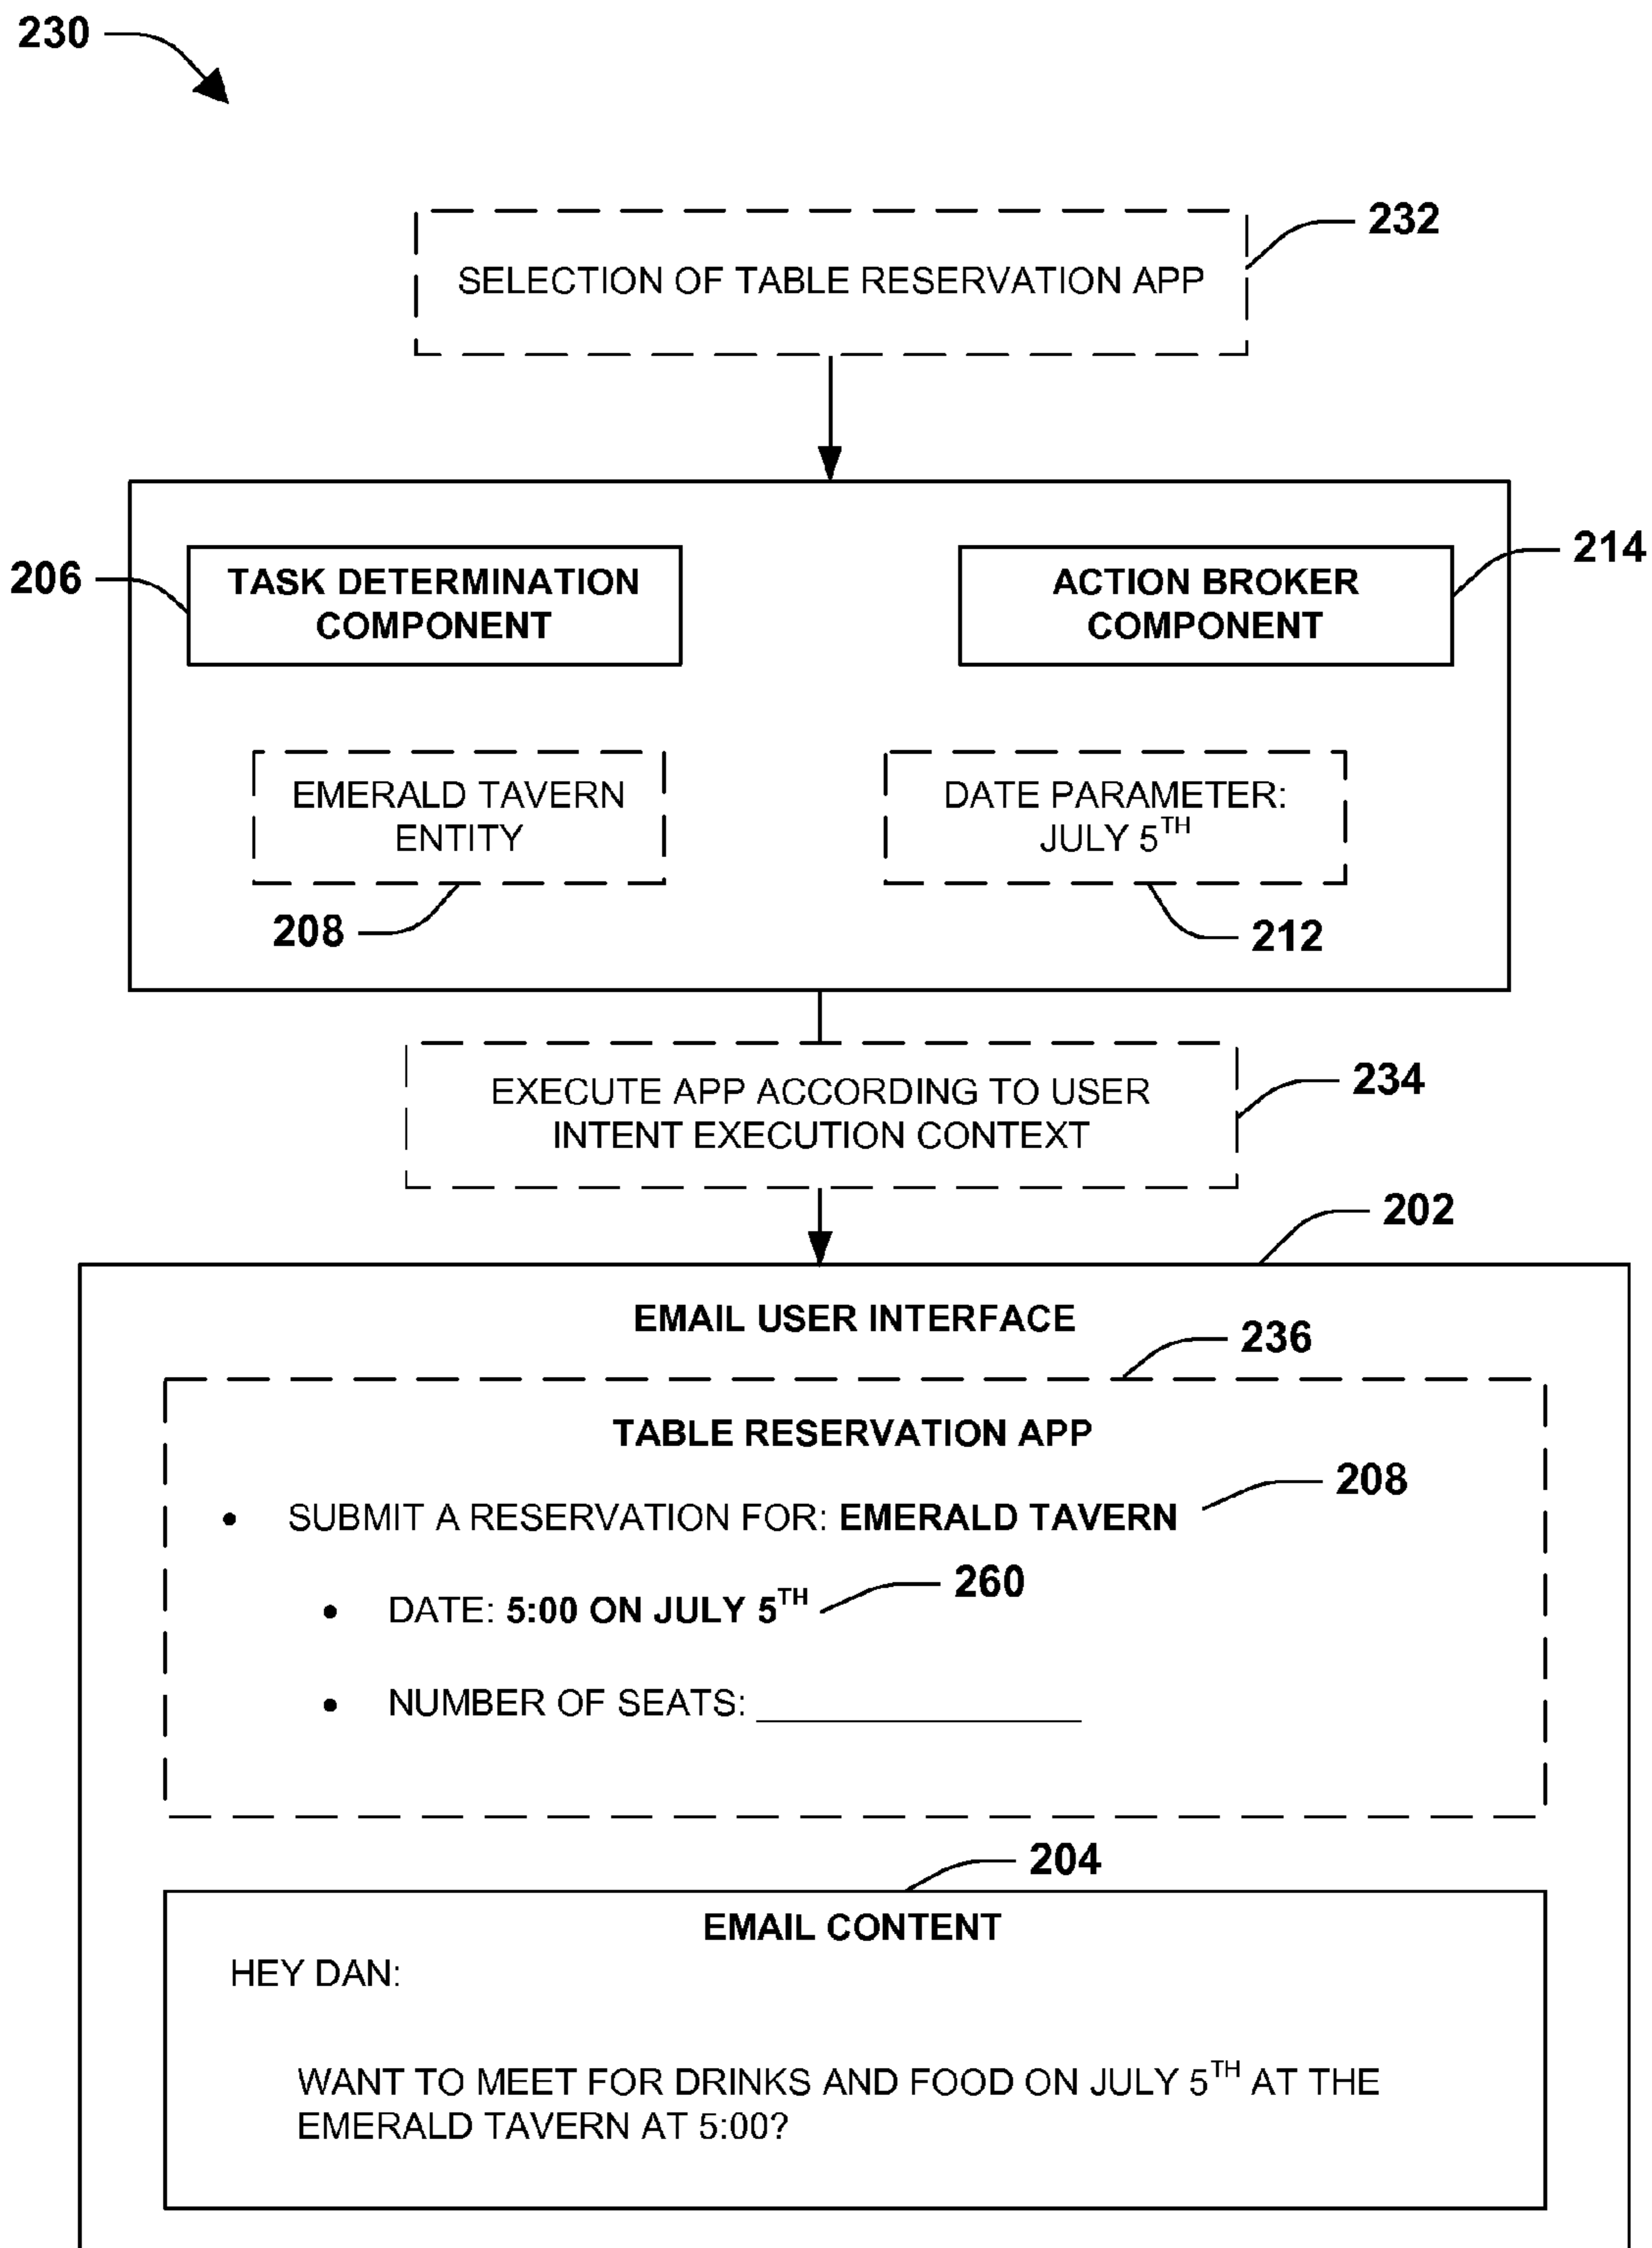 230
232
SELECTION OF TABLE RESERVATION APP
206
TASK DETERMINATION
COMPONENT
214
ACTION BROKER
COMPONENT
EMERALD TAVERN
ENTITY
208
DATE PARAMETER:
JULY 5TH
212
EXECUTE APP ACCORDING TO USER
INTENT EXECUTION CONTEXT
234
202
EMAIL USER INTERFACE
236
TABLE RESERVATION APP
208
• SUBMIT A RESERVATION FOR: EMERALD TAVERN
260
• DATE: 5:00 ON JULY 5TH
• NUMBER OF SEATS: ________________
204
EMAIL CONTENT
HEY DAN:
WANT TO MEET FOR DRINKS AND FOOD ON JULY 5TH AT THE
EMERALD TAVERN AT 5:00?